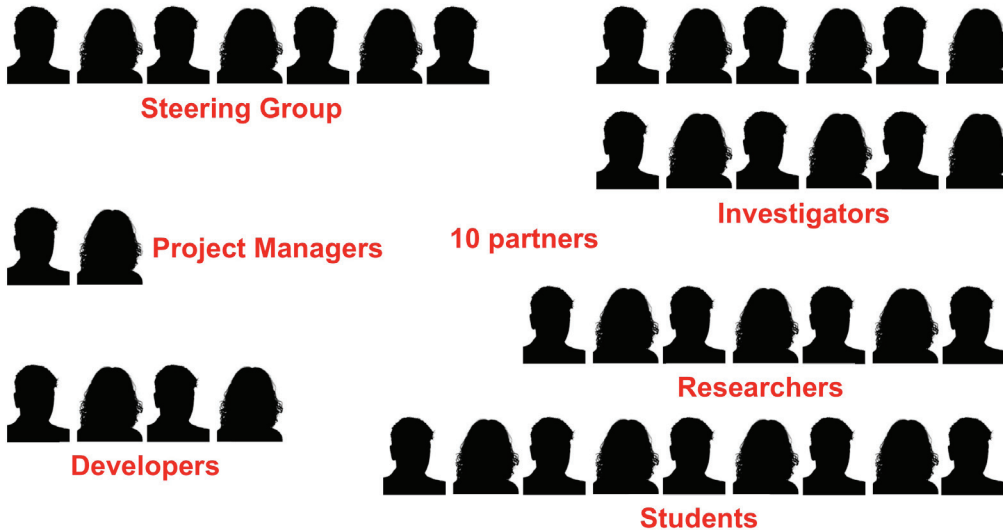 Steering Group
Investigators
Project Managers
10 partners
Researchers
Developers
Students